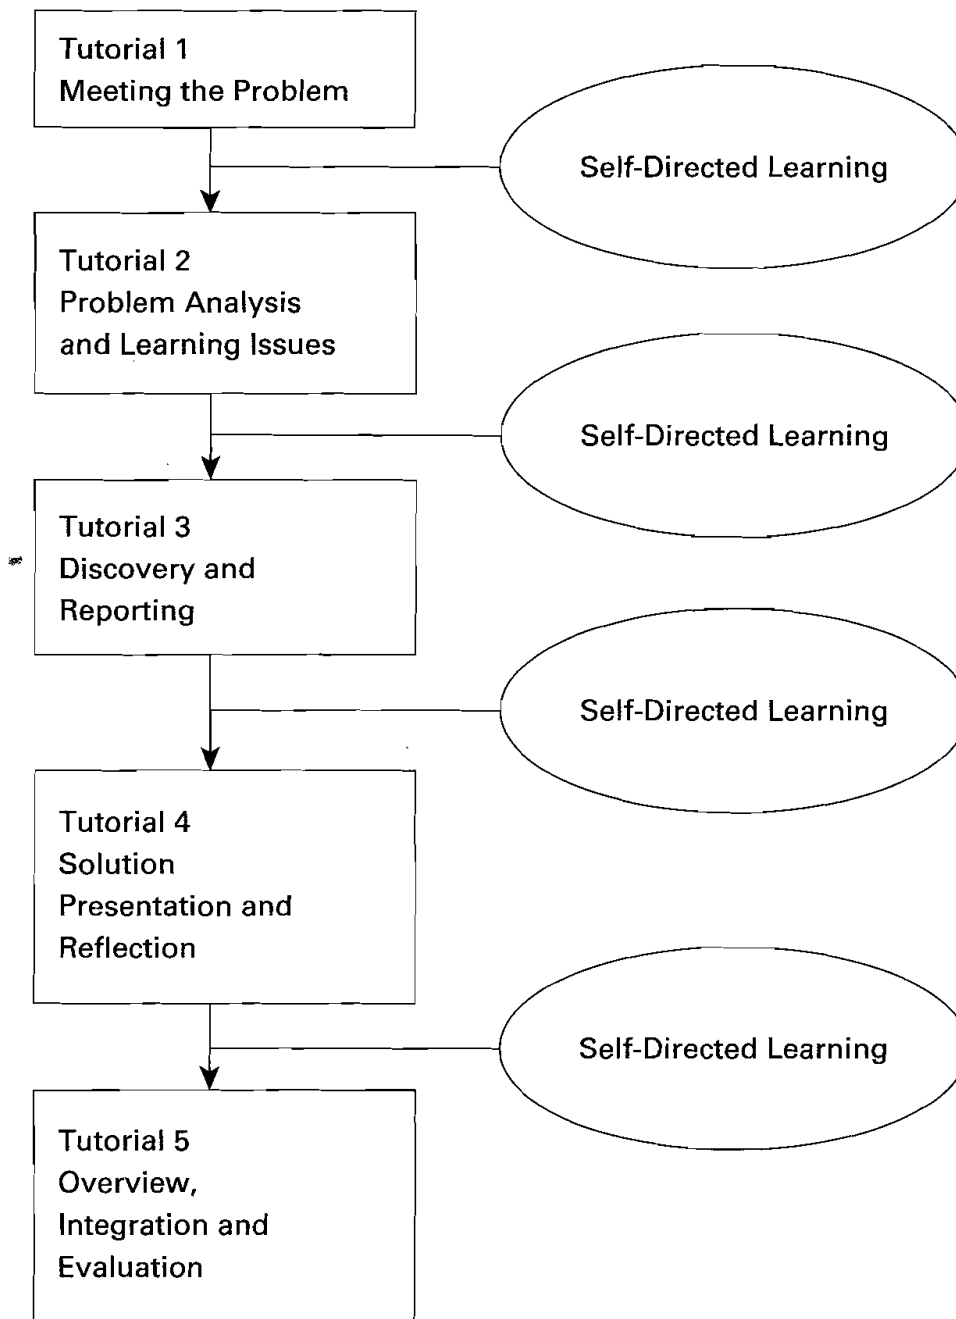 Tutorial 1
Meeting the Problem
Self-Directed Learning
Tutorial 2
Problem Analysis
and Learning Issues
Self-Directed Learning
Tutorial 3
Discovery and
Reporting
Self-Directed Learning
Tutorial 4
Solution
Presentation and
Reflection
Self-Directed Learning
Tutorial 5
Overview,
Integration and
Evaluation